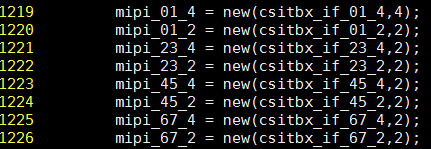 1219 mipi_01_4 = new(csitbx_if_01_4,4);
1220 mipi_01_2 = new(csitbx_if_01_2,2);
1221 mipi_23_4 = new(csitbx_if_23_4,2);
1222 mipi_23_2 = new(csitbx_if_23_2,2);
1223 mipi_45_4 = new(csitbx_if_45_4,2);
1224 mipi_45_2 = new(csitbx_if_45_2,2);
1225 mipi_67_4 = new(csitbx_if_67_4,2);
1226 mipi_67_2 = new(csitbx_if_67_2,2);